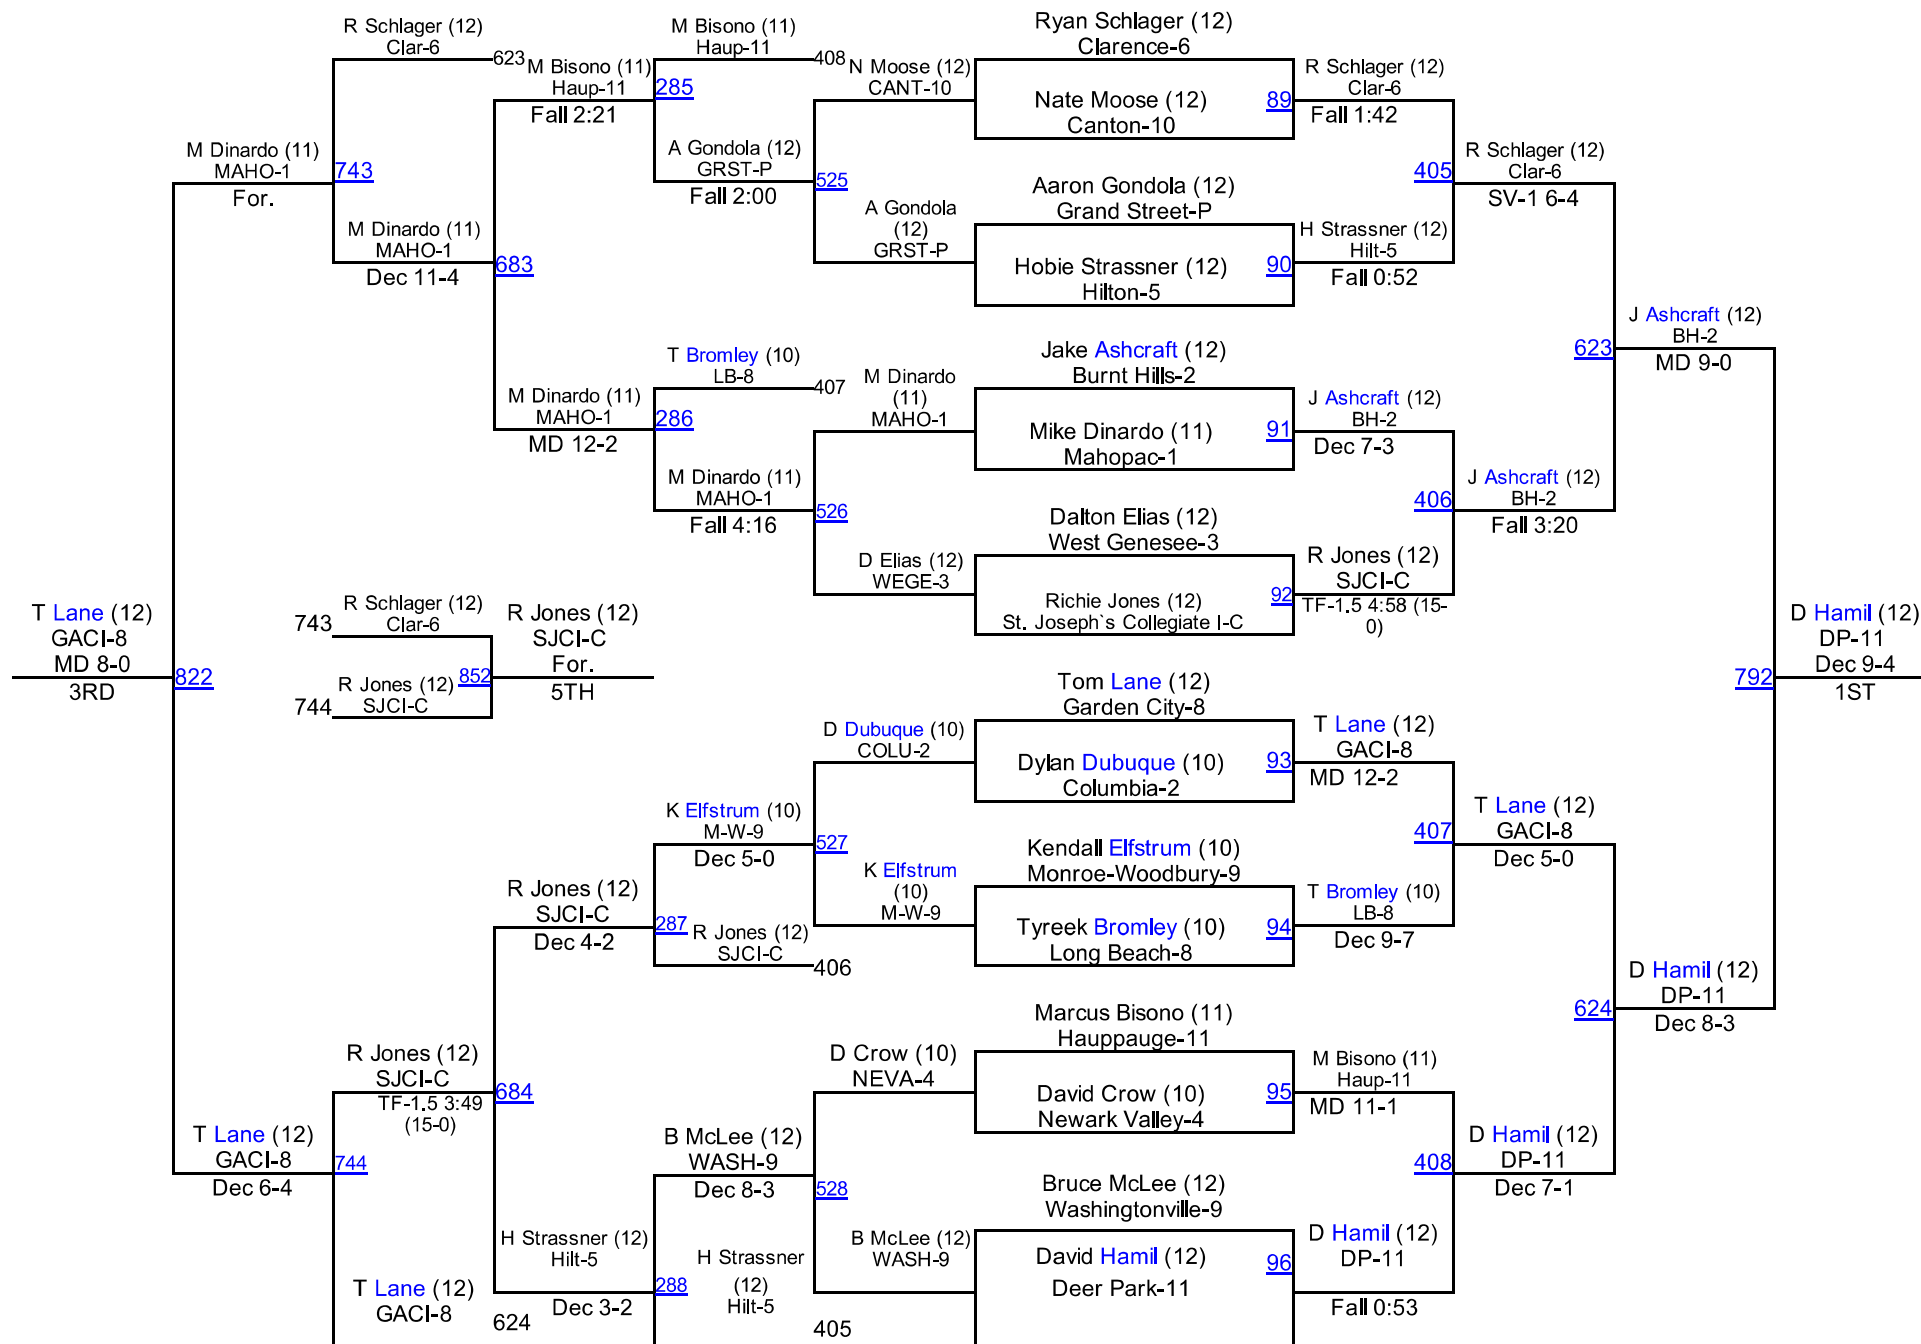 R Schlager (12)
Clar-6
623
M Dinardo (11)
MAHO-1
For.
743
M Dinardo (11)
MAHO-1
Dec 11-4
683
M Bisono (11)
Haup-11
Fall 2:21
285
M Bisono (11)
Haup-11
408
A Gondola (12)
GRST-P
Fall 2:00
525
N Moose (12)
CANT-10
A Gondola
(12)
GRST-P
Ryan Schlager (12)
Clarence-6
Nate Moose (12)
Canton-10
89
R Schlager (12)
Clar-6
Fall 1:42
Aaron Gondola (12)
Grand Street-P
Hobie Strassner (12)
Hilton-5
90
H Strassner (12)
Hilt-5
Fall 0:52
405
R Schlager (12)
Clar-6
SV-1 6-4
M Dinardo (11)
MAHO-1
MD 12-2
286
T Bromley (10)
LB-8
407
M Dinardo (11)
MAHO-1
Fall 4:16
526
M Dinardo
(11)
MAHO-1
D Elias (12)
WEGE-3
Jake Ashcraft (12)
Burnt Hills-2
Mike Dinardo (11)
Mahopac-1
91
J Ashcraft (12)
BH-2
Dec 7-3
Dalton Elias (12)
West Genesee-3
Richie Jones (12)
St. Joseph`s Collegiate I-C
92
R Jones (12)
SJCI-C
TF-1.5 4:58 (15-
0)
406
J Ashcraft (12)
BH-2
Fall 3:20
623
J Ashcraft (12)
BH-2
MD 9-0
T Lane (12)
GACI-8
MD 8-0
3RD
822
743
R Schlager (12)
Clar-6
744
R Jones (12)
SJCI-C
852
R Jones (12)
SJCI-C
For.
5TH
792
D Hamil (12)
DP-11
Dec 9-4
1ST
D Dubuque (10)
COLU-2
K Elfstrum (10)
M-W-9
Dec 5-0
527
K Elfstrum
(10)
M-W-9
R Jones (12)
SJCI-C
Dec 4-2
287
R Jones (12)
SJCI-C
406
Tom Lane (12)
Garden City-8
Dylan Dubuque (10)
Columbia-2
93
T Lane (12)
GACI-8
MD 12-2
Kendall Elfstrum (10)
Monroe-Woodbury-9
Tyreek Bromley (10)
Long Beach-8
94
T Bromley (10)
LB-8
Dec 9-7
407
T Lane (12)
GACI-8
Dec 5-0
624
D Hamil (12)
DP-11
Dec 8-3
R Jones (12)
SJCI-C
TF-1.5 3:49
(15-0)
684
T Lane (12)
GACI-8
Dec 6-4
744
T Lane (12)
GACI-8
624
H Strassner (12)
Hilt-5
Dec 3-2
288
B McLee (12)
WASH-9
Dec 8-3
528
H Strassner
(12)
Hilt-5
405
D Crow (10)
NEVA-4
B McLee (12)
WASH-9
Marcus Bisono (11)
Hauppauge-11
David Crow (10)
Newark Valley-4
95
M Bisono (11)
Haup-11
MD 11-1
Bruce McLee (12)
Washingtonville-9
David Hamil (12)
Deer Park-11
96
D Hamil (12)
DP-11
Fall 0:53
408
D Hamil (12)
DP-11
Dec 7-1